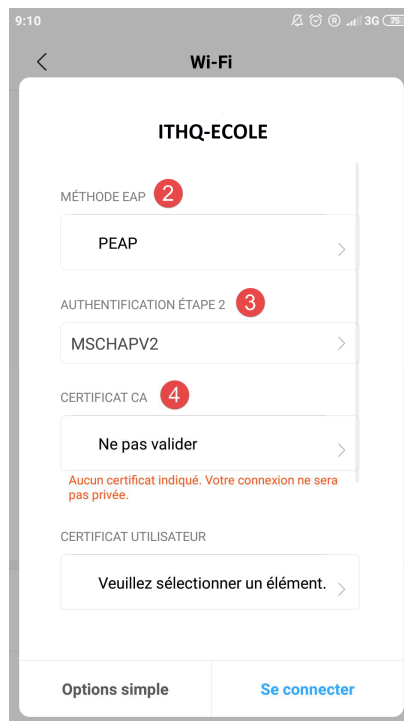 9:10 R 3G 75
Wi-Fi
ITHQ-ECOLE
MÉTHODE EAP 2
PEAP
AUTHENTIFICATION ÉTAPE 2 3
MSCHAPV2
CERTIFICAT CA 4
Ne pas valider
Aucun certificat indiqué. Votre connexion ne sera
pas privée.
CERTIFICAT UTILISATEUR
Veuillez sélectionner un élément.
Options simple Se connecter